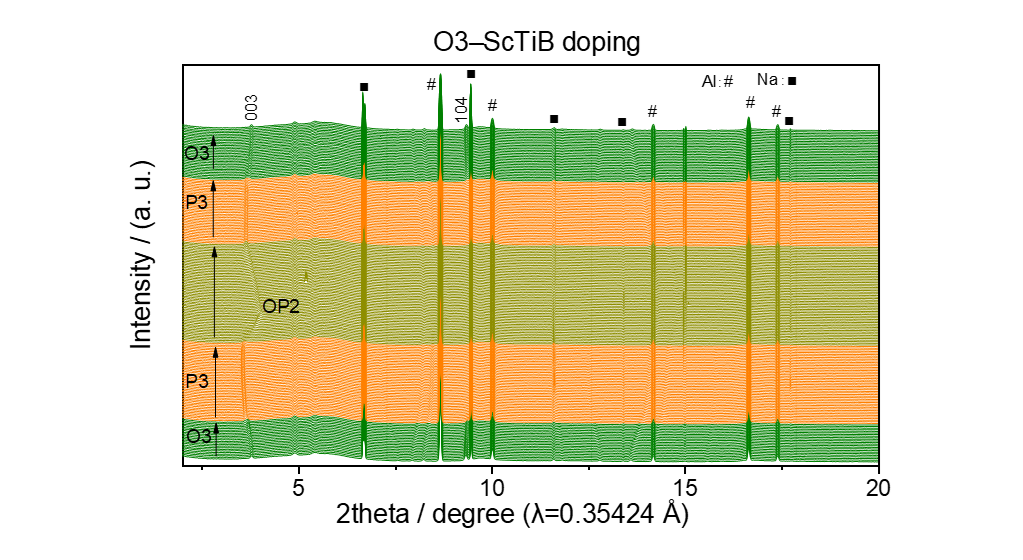 O3–ScTiB doping
Al:# Na:■
003
■
#
104
■
#
■
■
#
#
#
■
O3
P3
OP2
P3
O3
Intensity / (a. u.)
5 10 15 20
2theta / degree (λ=0.35424 Å)